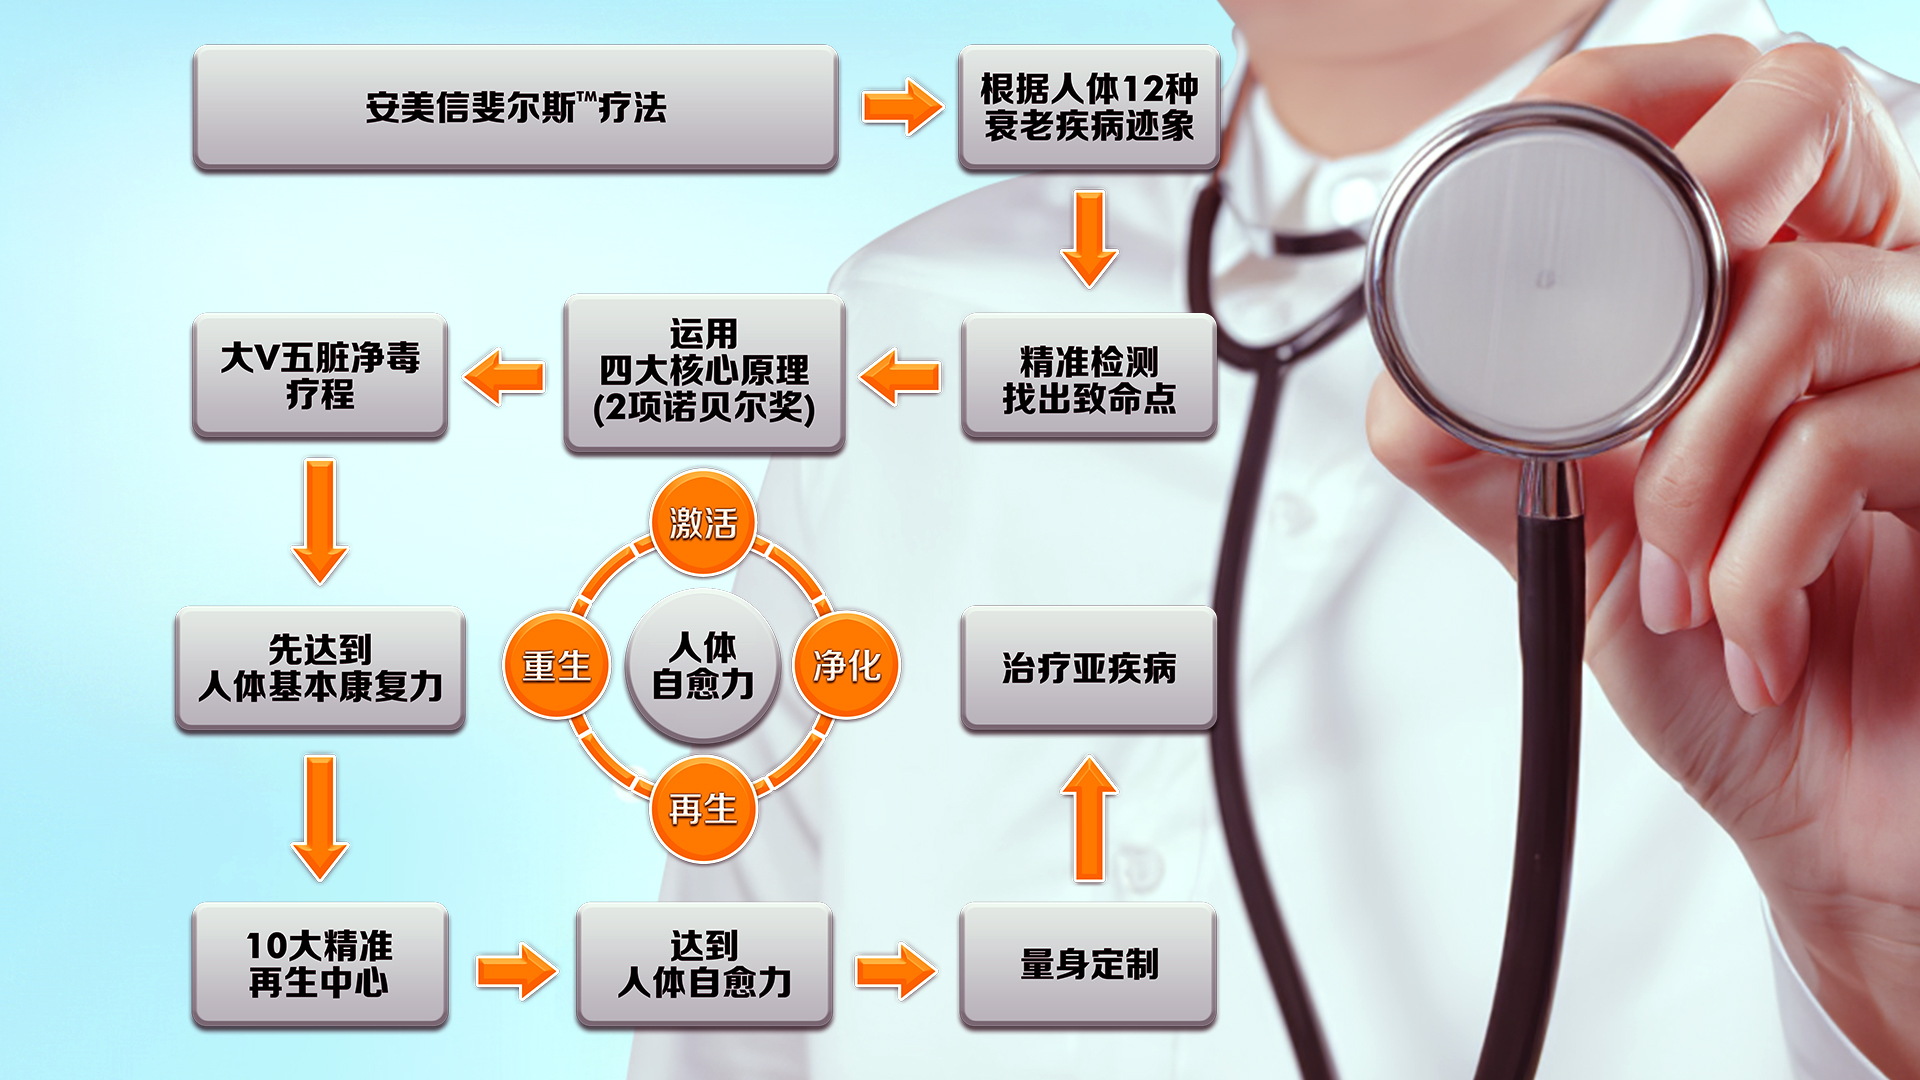 安美信斐尔斯™疗法
根据人体12种
衰老疾病迹象
精准检测
找出致命点
运用
四大核心原理
(2项诺贝尔奖)
大V五脏净毒
疗程
先达到
人体基本康复力
10大精准
再生中心
达到
人体自愈力
量身定制
治疗亚疾病
激活
净化
再生
重生
人体
自愈力